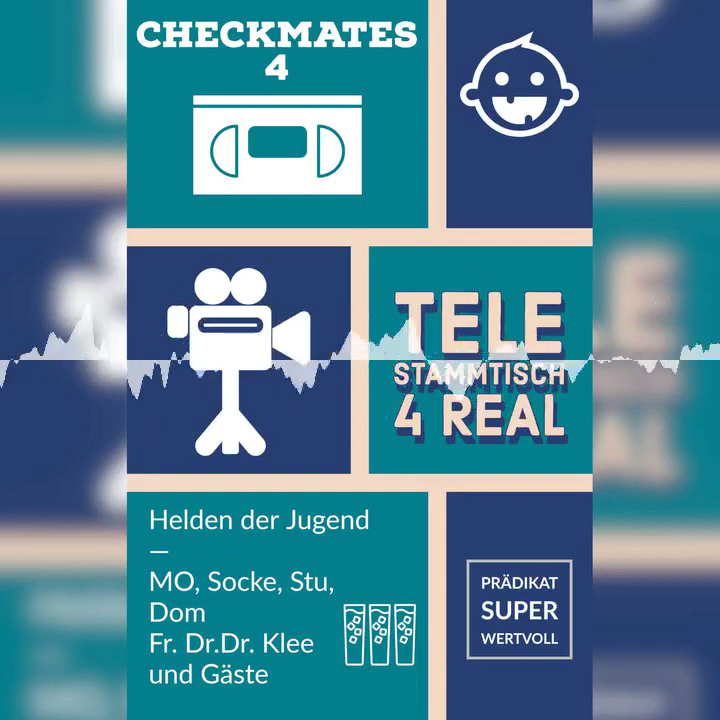 CHECKMATES
4
TELE
STAMMTISCH
4 REAL
Helden der Jugend
—
MO, Socke, Stu,
Dom
Fr. Dr.Dr. Klee
und Gäste
PRÄDIKAT
SUPER
WERTVOLL